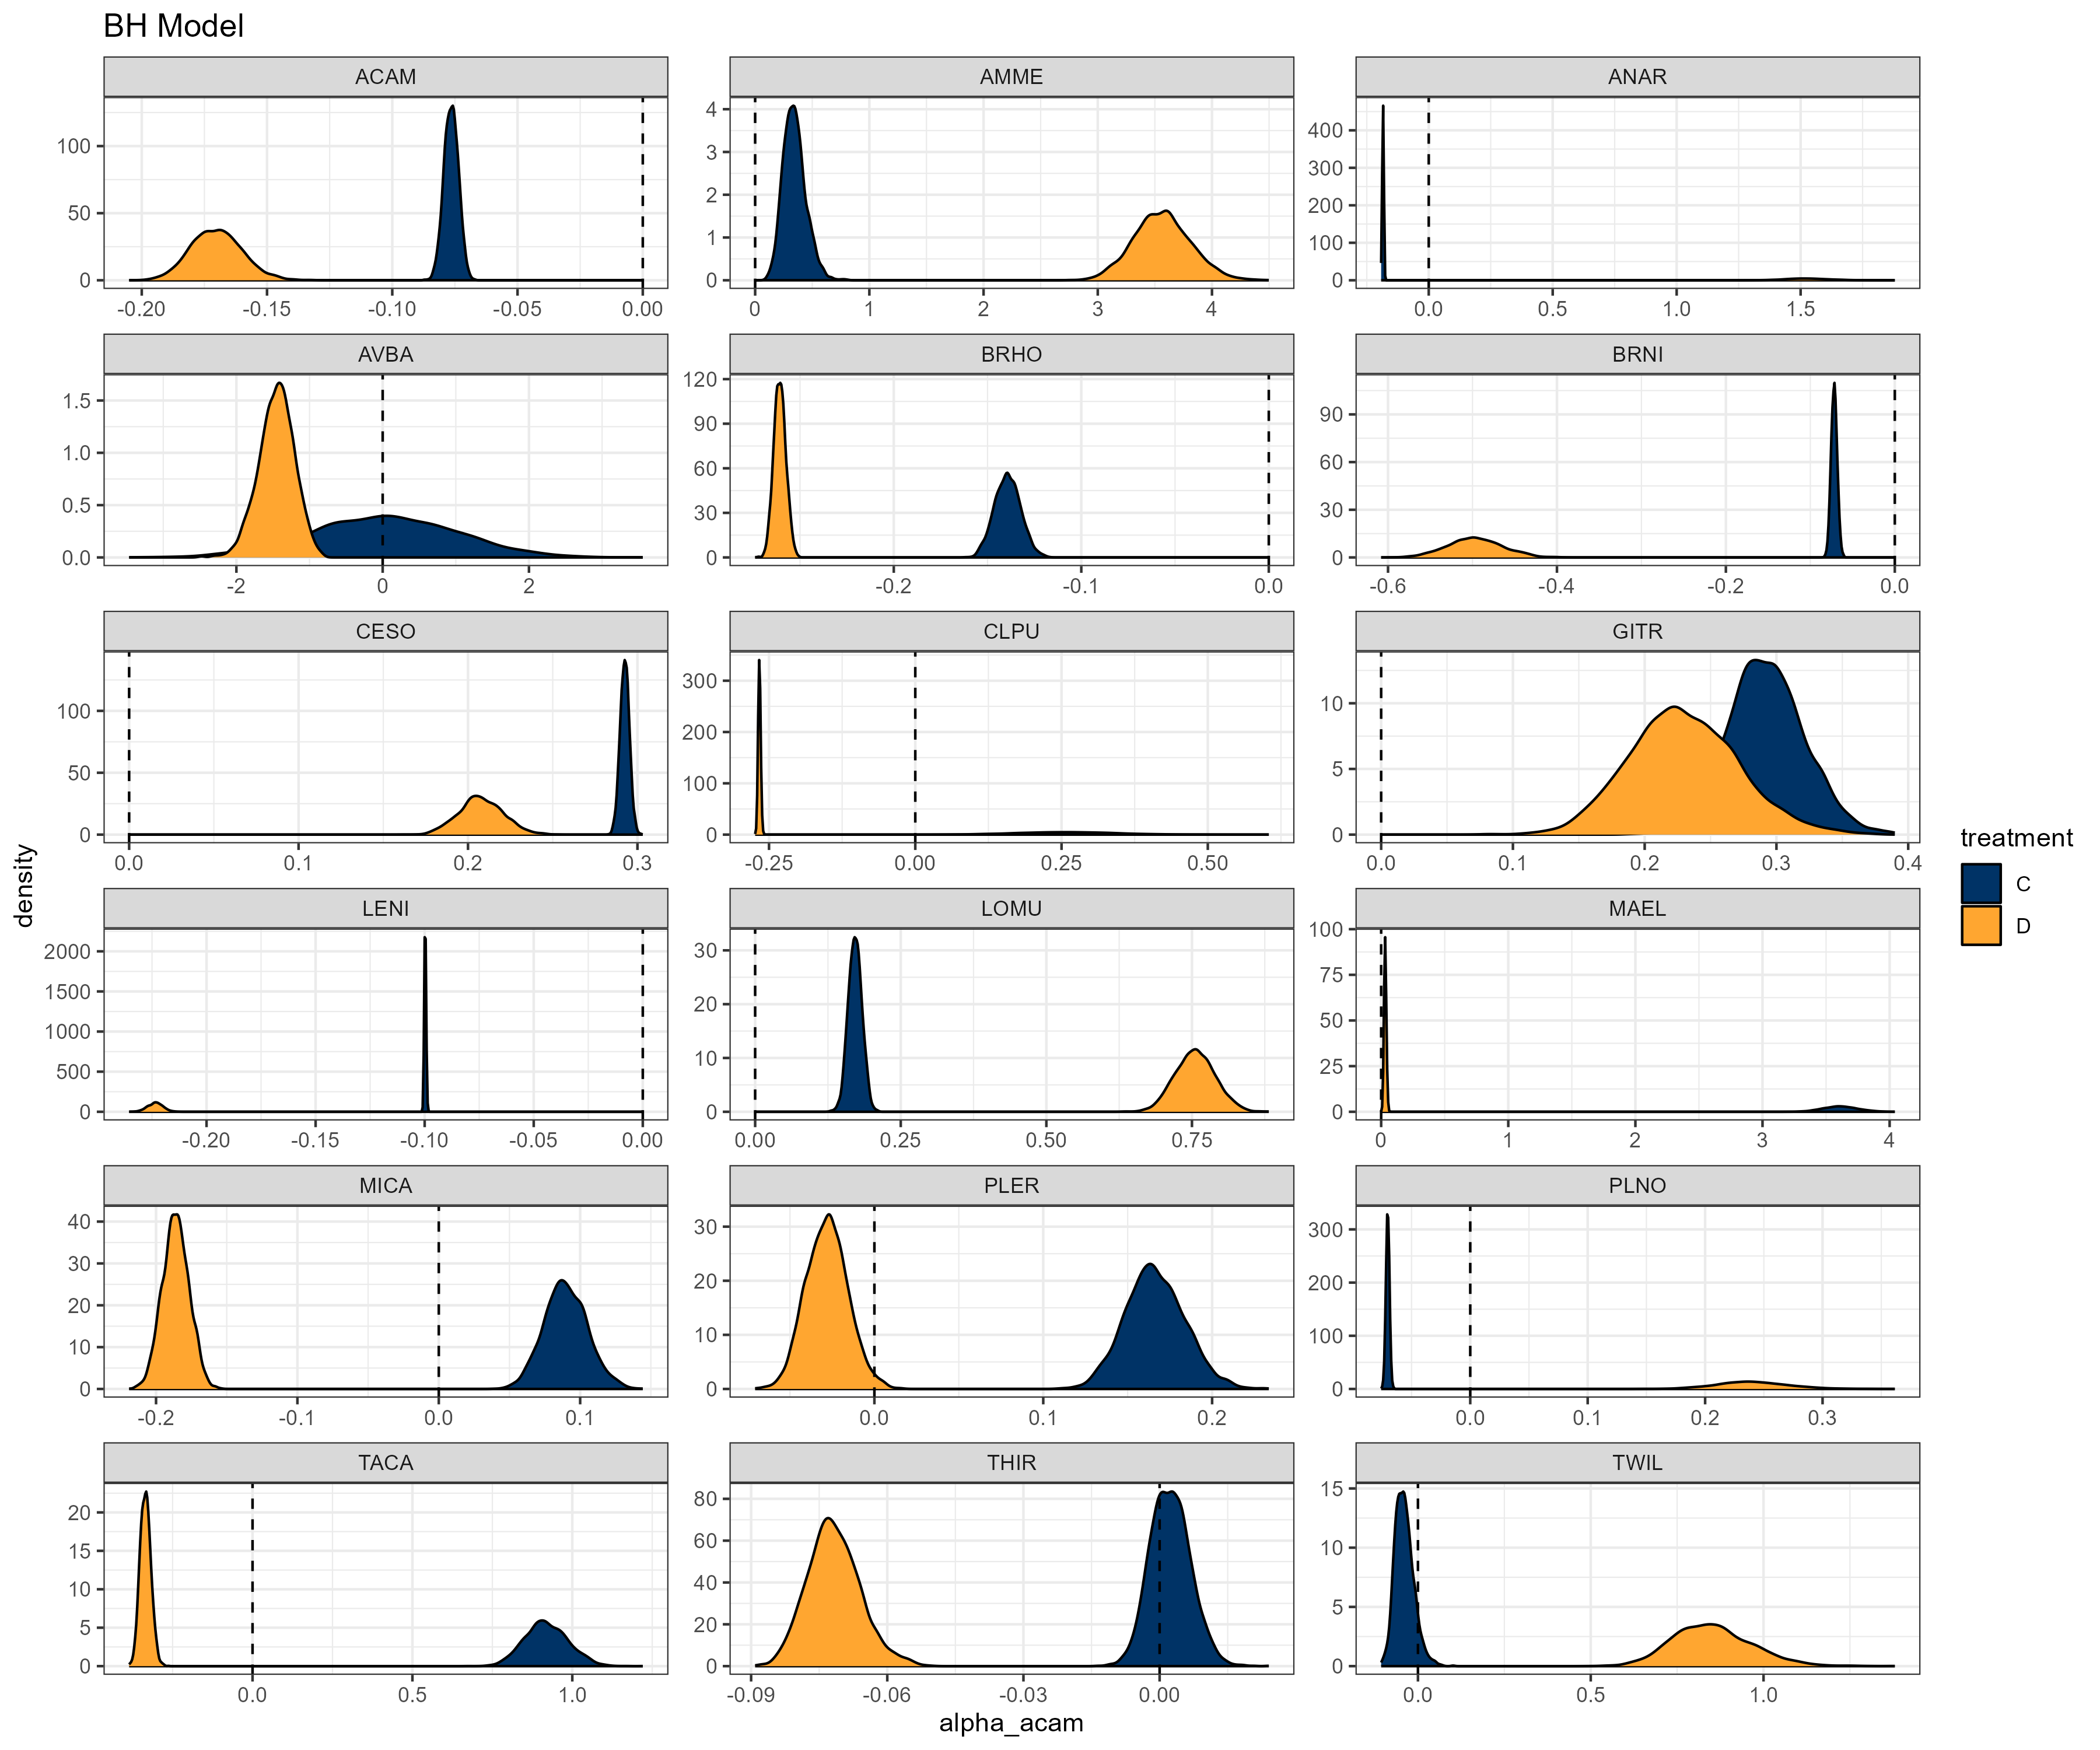 BH Model
ACAM AMME ANAR
100 50 0 4 3 2 1 0 400 300 200 100 0
-0.20 -0.15 -0.10 -0.05 0.00 0 1 2 3 4 0.0 0.5 1.0 1.5
AVBA BRHO BRNI
1.5 1.0 0.5 0.0 120 90 60 30 0 90 60 30 0
-2 0 2 -0.2 -0.1 0.0 -0.6 -0.4 -0.2 0.0
CESO CLPU GITR
100 50 0 300 200 100 0 10 5 0
0.0 0.1 0.2 0.3 -0.25 0.00 0.25 0.50 0.0 0.1 0.2 0.3 0.4
density
treatment
C
D
LENI LOMU MAEL
2000 1500 1000 500 0 30 20 10 0 100 75 50 25 0
-0.20 -0.15 -0.10 -0.05 0.00 0.00 0.25 0.50 0.75 0 1 2 3 4
MICA PLER PLNO
40 30 20 10 0 30 20 10 0 300 200 100 0
-0.2 -0.1 0.0 0.1 0.0 0.1 0.2 0.0 0.1 0.2 0.3
TACA THIR TWIL
20 15 10 5 0 80 60 40 20 0 15 10 5 0
0.0 0.5 1.0 -0.09 -0.06 -0.03 0.00 0.0 0.5 1.0
alpha_acam